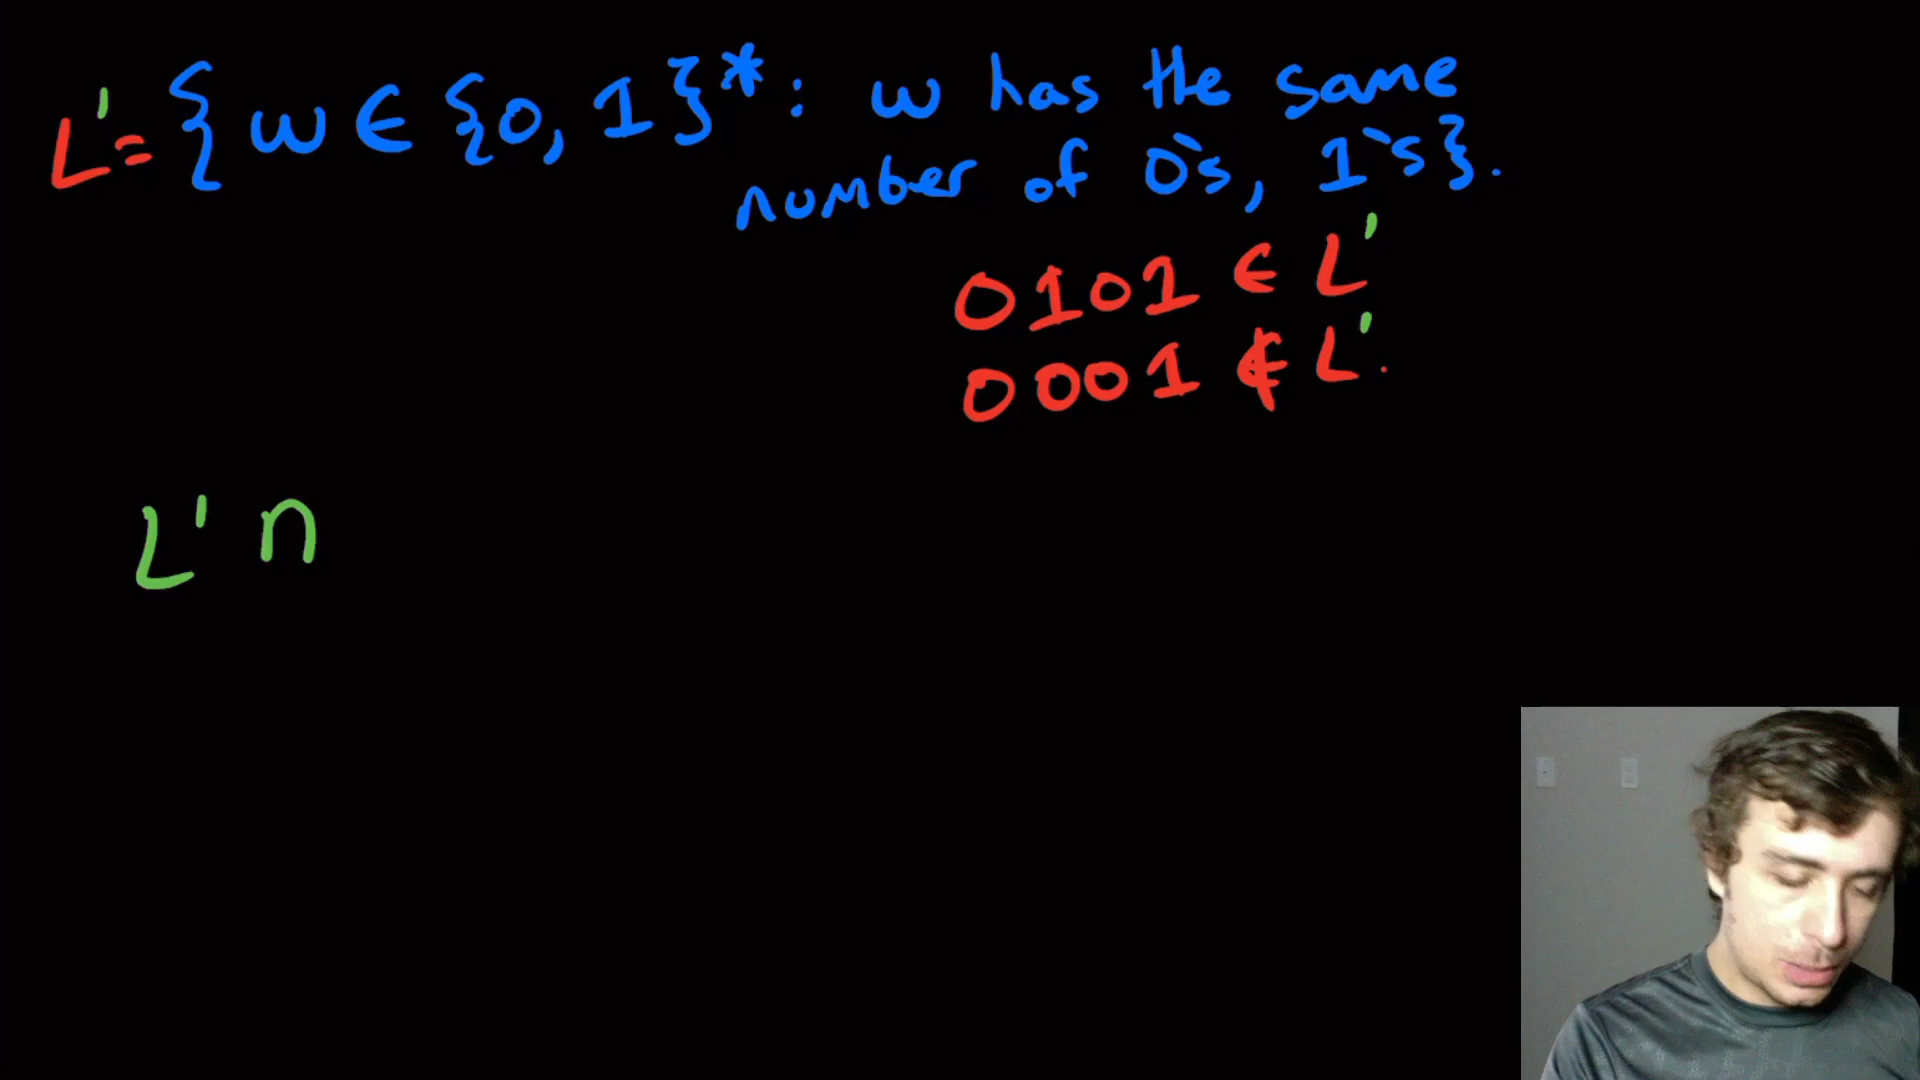 L' = { w ∈ {0, 1}* : w has the same
number of 0's, 1's}.
0101 ∈ L'
0001 ∉ L'.
L' ∩